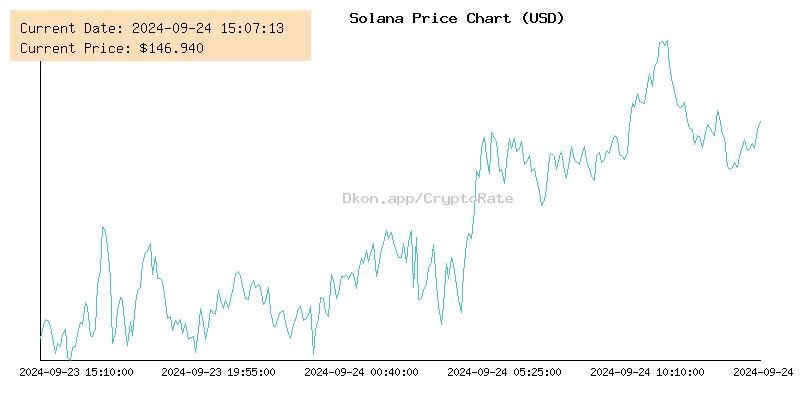 Solana Price Chart (USD)
Current Date: 2024-09-24 15:07:13
Current Price: $146.940
Dkon.app/CryptoRate
2024-09-23 15:10:00 2024-09-23 19:55:00 2024-09-24 00:40:00 2024-09-24 05:25:00 2024-09-24 10:10:00 2024-09-24